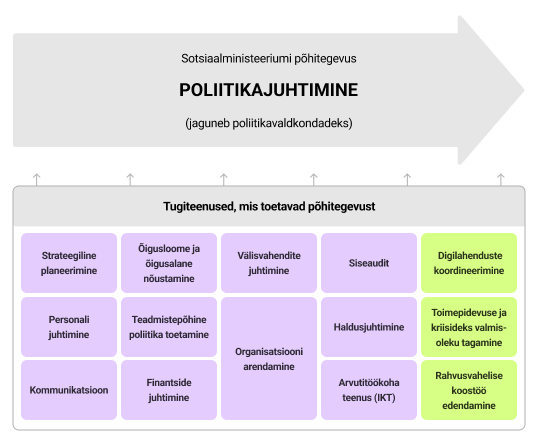 Sotsiaalministeeriumi põhitegevus
POLIITIKAJUHTIMINE
(jaguneb poliitikavaldkondadeks)
Tugiteenused, mis toetavad põhitegevust
Strateegiline
planeerimine
Õigusloome ja
õigusalane
nõustamine
Välisvahendite
juhtimine
Siseaudit
Digilahenduste
koordineerimine
Personali
juhtimine
Teadmistepõhine
poliitika toetamine
Organisatsiooni
arendamine
Haldusjuhtimine
Toimepidevuse ja
kriisideks valmis-
oleku tagamine
Kommunikatsioon
Finantside
juhtimine
Arvutitöökoha
teenus (IKT)
Rahvusvahelise
koostöö
edendamine